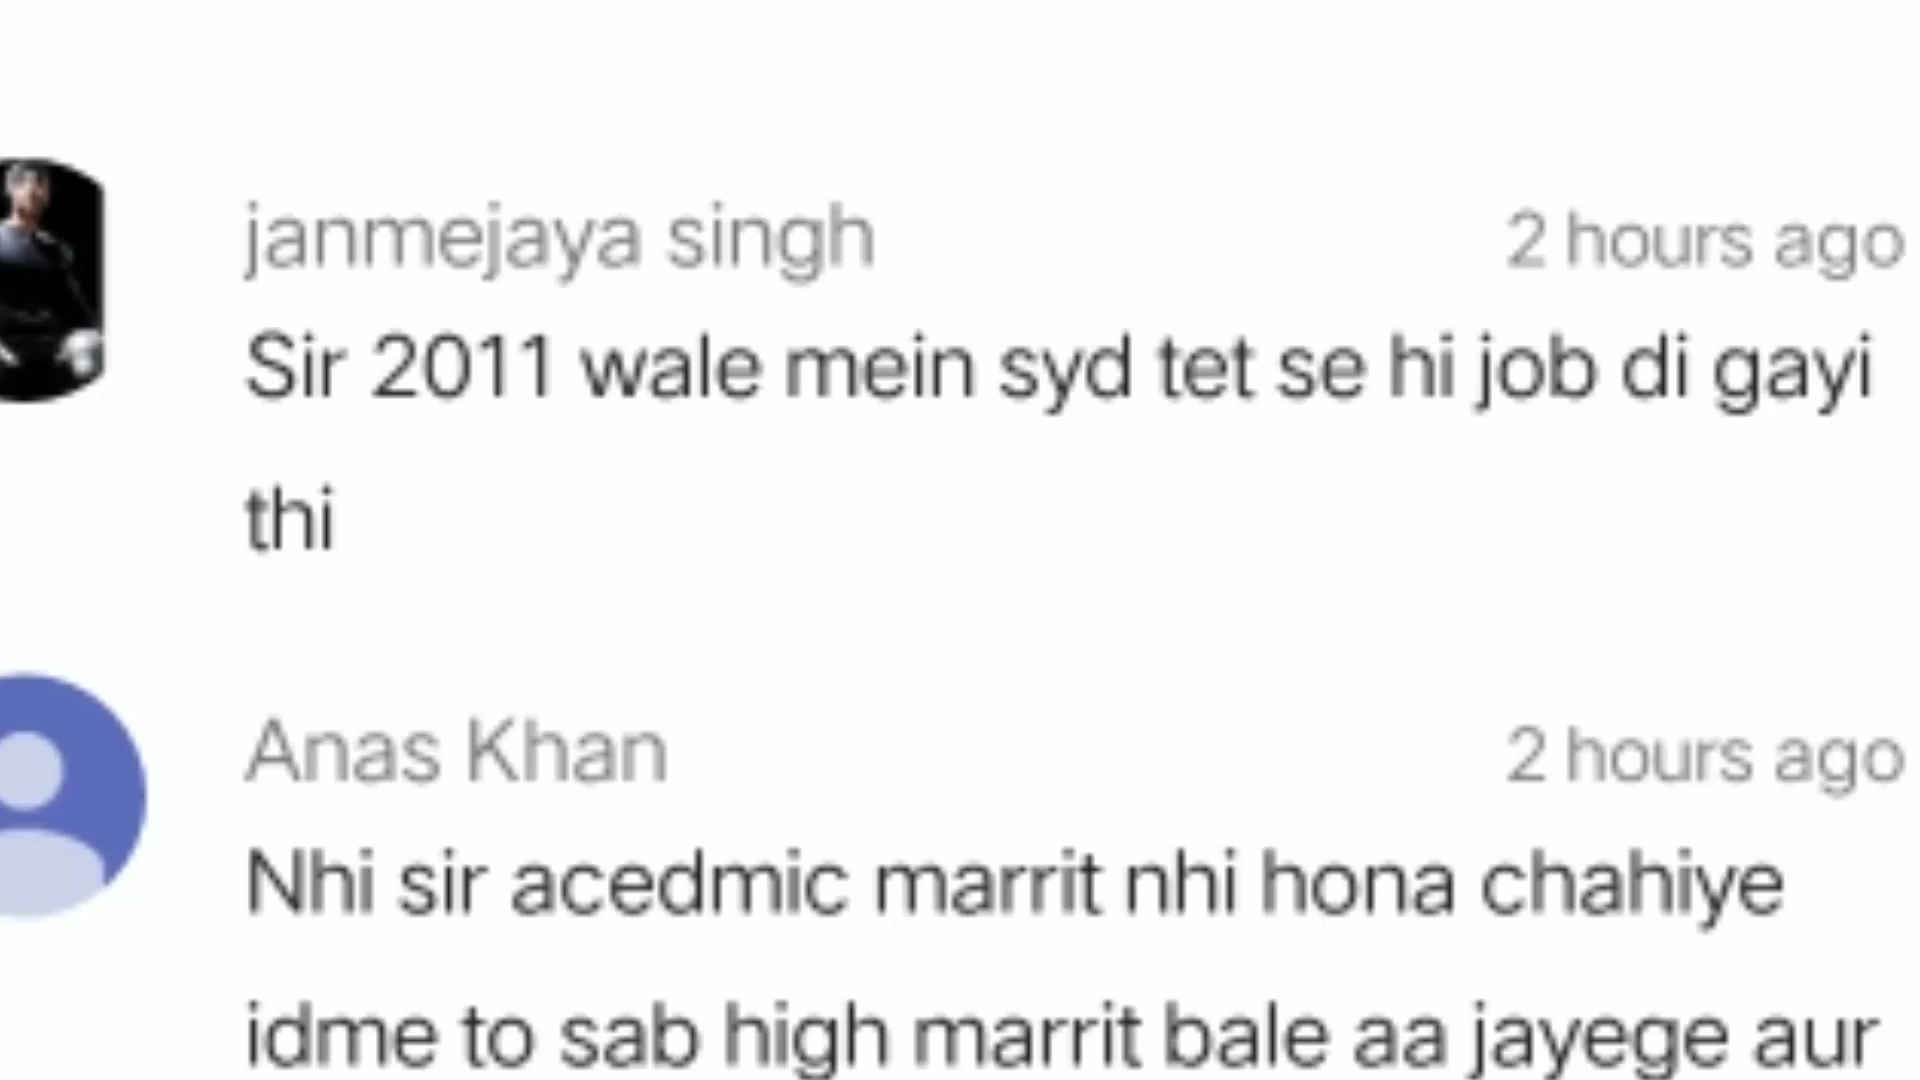 janmejaya singh 2 hours ago
Sir 2011 wale mein syd tet se hi job di gayi
thi
Anas Khan 2 hours ago
Nhi sir acedmic marrit nhi hona chahiye
idme to sab high marrit bale aa jayege aur